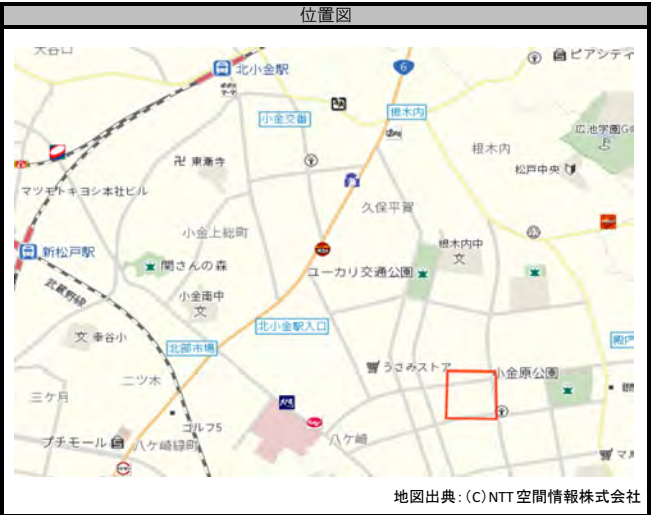 位置図
大谷口
北小金駅
6
ピアシティ
小金交番
根木内
根木内
広池学園G
卍 東漸寺
松戸中央
マツモトキヨシ本社ビル
久保平賀
小金上総町
根木内中
文
新松戸駅
関さんの森
ユーカリ交通公園
武蔵野線
小金南中
文
北小金駅入口
文 幸谷小
北部市場
うさみストア
小金原公園
二ツ木
三ケ月
ゴルフ5
プチモール
八ケ崎緑町
八ケ崎
マル
地図出典:(C)NTT空間情報株式会社